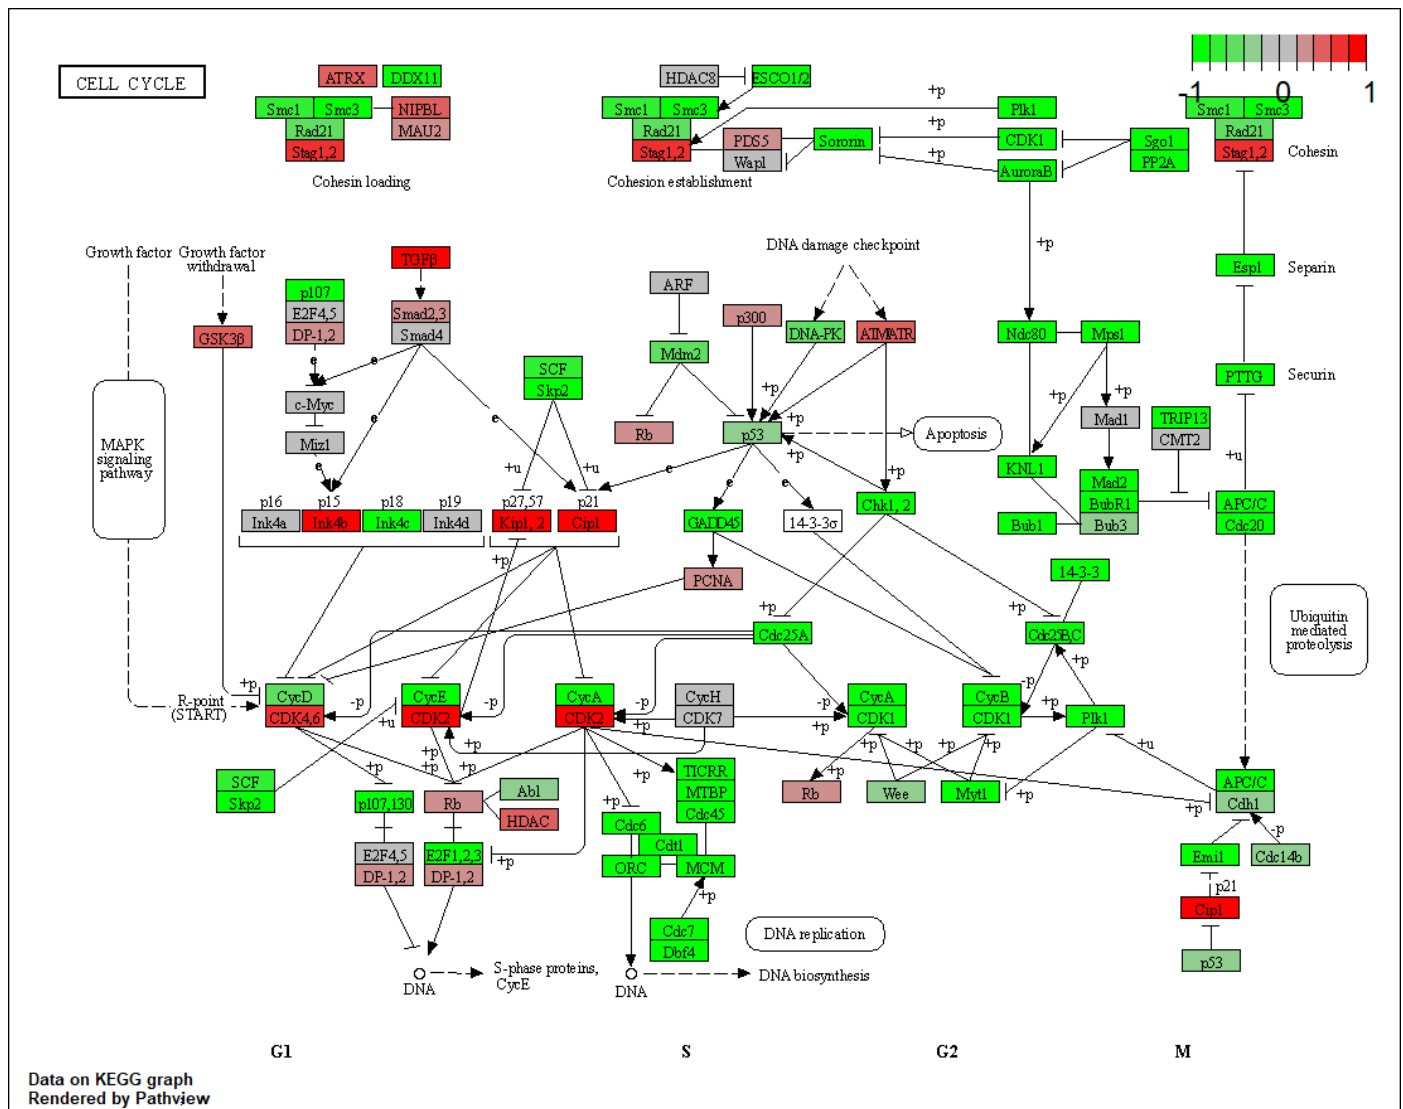 CELL CYCLE
ATRX
DDX11
Smc1
Smc3
NIPBL
Rad21
MAU2
Stag1,2
Cohesin loading
HDAC8
ESCO1/2
Smc1
Smc3
Rad21
Stag1,2
PDS5
Wapl
Sororin
Cohesion establishment
+p
Plk1
+p
CDK1
+p
AuroraB
Sgo1
PP2A
-1
0
1
Smc1
Smc3
Rad21
Stag1,2
Cohesin
Growth factor
Growth factor
withdrawal
GSK3β
p107
E2F4,5
DP-1,2
TGFβ
Smad2,3
Smad4
e
e
e
e
c-Myc
Miz1
e
MAPK
signaling
pathway
SCF
Skp2
+u
+u
ARF
Mdm2
Rb
p300
DNA damage checkpoint
DNA-PK
ATM/ATR
+p
+p
p53
+p
Apoptosis
e
e
e
+p
Chk1, 2
GADD45
14-3-3σ
PCNA
+p
Ndc80
Mps1
+p
+p
Mad1
TRIP13
CMT2
KNL1
Mad2
BubR1
Bub3
Bub1
Esp1
Separin
PTTG
Securin
+u
APC/C
Cdc20
p16
p15
p18
p19
Ink4a
Ink4b
Ink4c
Ink4d
p27,57
p21
Kip1, 2
Cip1
+p
14-3-3
+p
Cdc25A
+p
Cdc25B,C
Ubiquitin
mediated
proteolysis
R-point
(START)
+p
CycD
CDK4,6
-p
+u
CycE
CDK2
-p
CycA
CDK2
-p
+p
CycH
CDK7
-p
+p
CycA
CDK1
CycB
CDK1
-p
+p
+p
Plk1
+u
SCF
Skp2
+p
+p
+p
+p
+p
p107,130
Rb
Abl
HDAC
E2F4,5
DP-1,2
E2F1,2,3
DP-1,2
+p
+p
Cdc6
Cdt1
ORC
TICRR
MTBP
Cdc45
MCM
+p
Cdc7
Dbf4
DNA replication
Rb
+p
Wee
Myt1
+p
+p
APC/C
Cdh1
-p
Emi1
Cdc14b
p21
Cip1
p53
DNA
S-phase proteins,
CycE
DNA
DNA biosynthesis
G1
S
G2
M
Data on KEGG graph
Rendered by Pathview